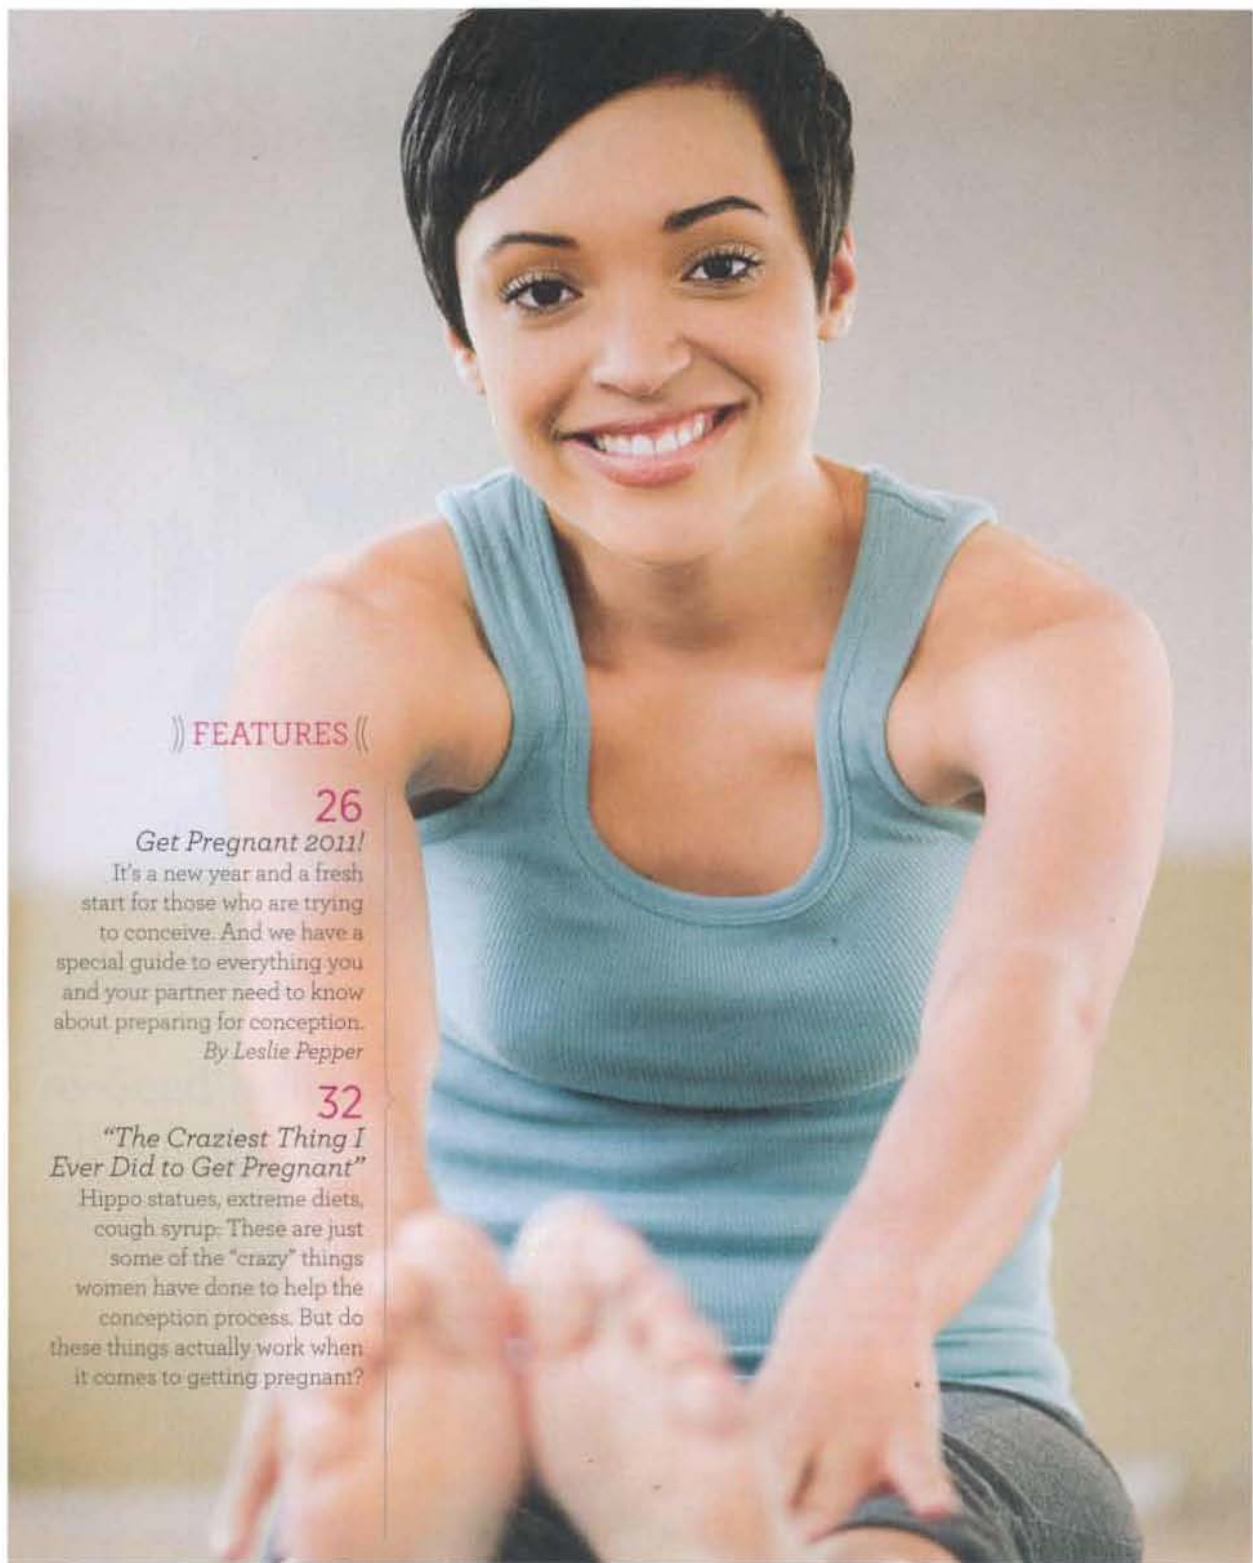 )) FEATURES ((
26
Get Pregnant 2011!
It's a new year and a fresh
start for those who are trying
to conceive. And we have a
special guide to everything you
and your partner need to know
about preparing for conception.
By Leslie Pepper
32
"The Craziest Thing I
Ever Did to Get Pregnant"
Hippo statues, extreme diets,
cough syrup: These are just
some of the "crazy" things
women have done to help the
conception process. But do
these things actually work when
it comes to getting pregnant?